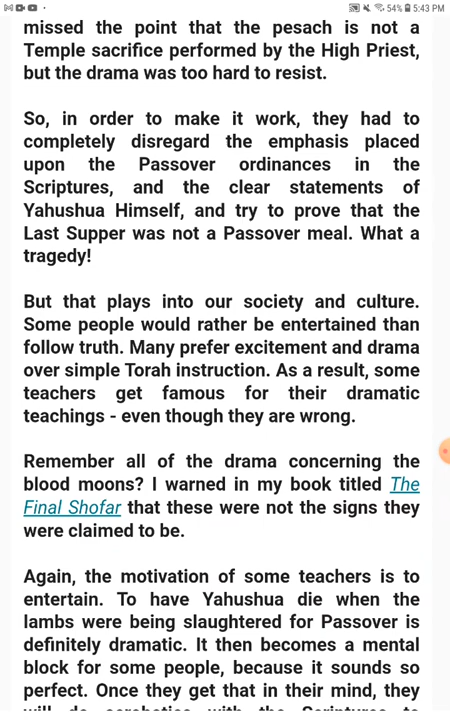 54% 5:43 PM
missed the point that the pesach is not a
Temple sacrifice performed by the High Priest,
but the drama was too hard to resist.
So, in order to make it work, they had to
completely disregard the emphasis placed
upon the Passover ordinances in the
Scriptures, and the clear statements of
Yahushua Himself, and try to prove that the
Last Supper was not a Passover meal. What a
tragedy!
But that plays into our society and culture.
Some people would rather be entertained than
follow truth. Many prefer excitement and drama
over simple Torah instruction. As a result, some
teachers get famous for their dramatic
teachings - even though they are wrong.
Remember all of the drama concerning the
blood moons? I warned in my book titled The
Final Shofar that these were not the signs they
were claimed to be.
Again, the motivation of some teachers is to
entertain. To have Yahushua die when the
lambs were being slaughtered for Passover is
definitely dramatic. It then becomes a mental
block for some people, because it sounds so
perfect. Once they get that in their mind, they